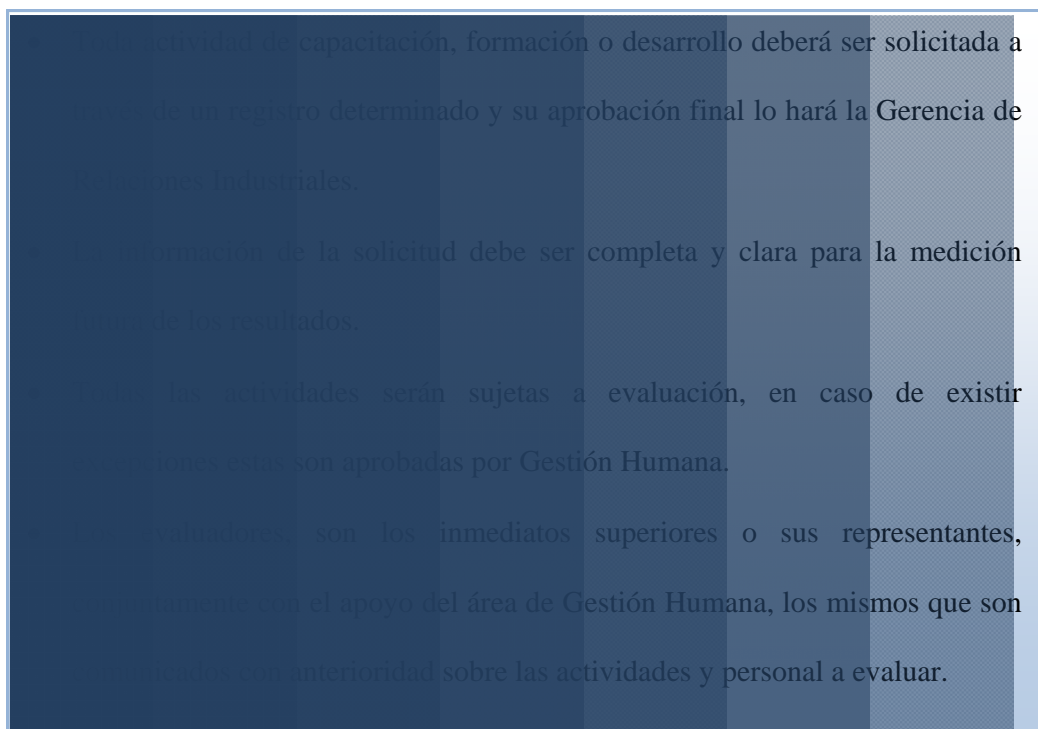 • Toda actividad de capacitación, formación o desarrollo deberá ser solicitada a
través de un registro determinado y su aprobación final lo hará la Gerencia de
Relaciones Industriales.
• La información de la solicitud debe ser completa y clara para la medición
futura de los resultados.
• Todas las actividades serán sujetas a evaluación, en caso de existir
estas son aprobadas por Gestión Humana.
• Los evaluadores, son los inmediatos superiores o sus representantes,
conjuntamente con el apoyo del área de Gestión Humana, los mismos que son
con anterioridad sobre las actividades y personal a evaluar.